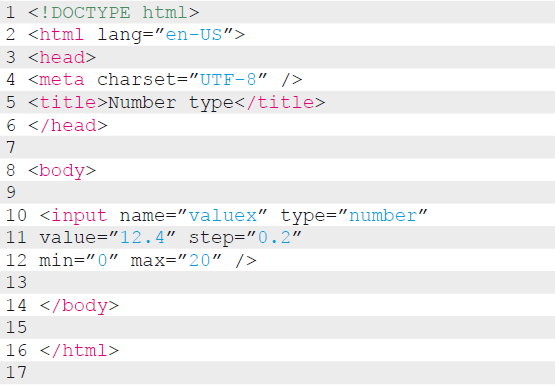 1 <!DOCTYPE html>
2 <html lang=”en-US”>
3 <head>
4 <meta charset=”UTF-8” />
5 <title>Number type</title>
6 </head>
7
8 <body>
9
10 <input name=”valuex” type=”number”
11 value=”12.4” step=”0.2”
12 min=”0” max=”20” />
13
14 </body>
15
16 </html>
17